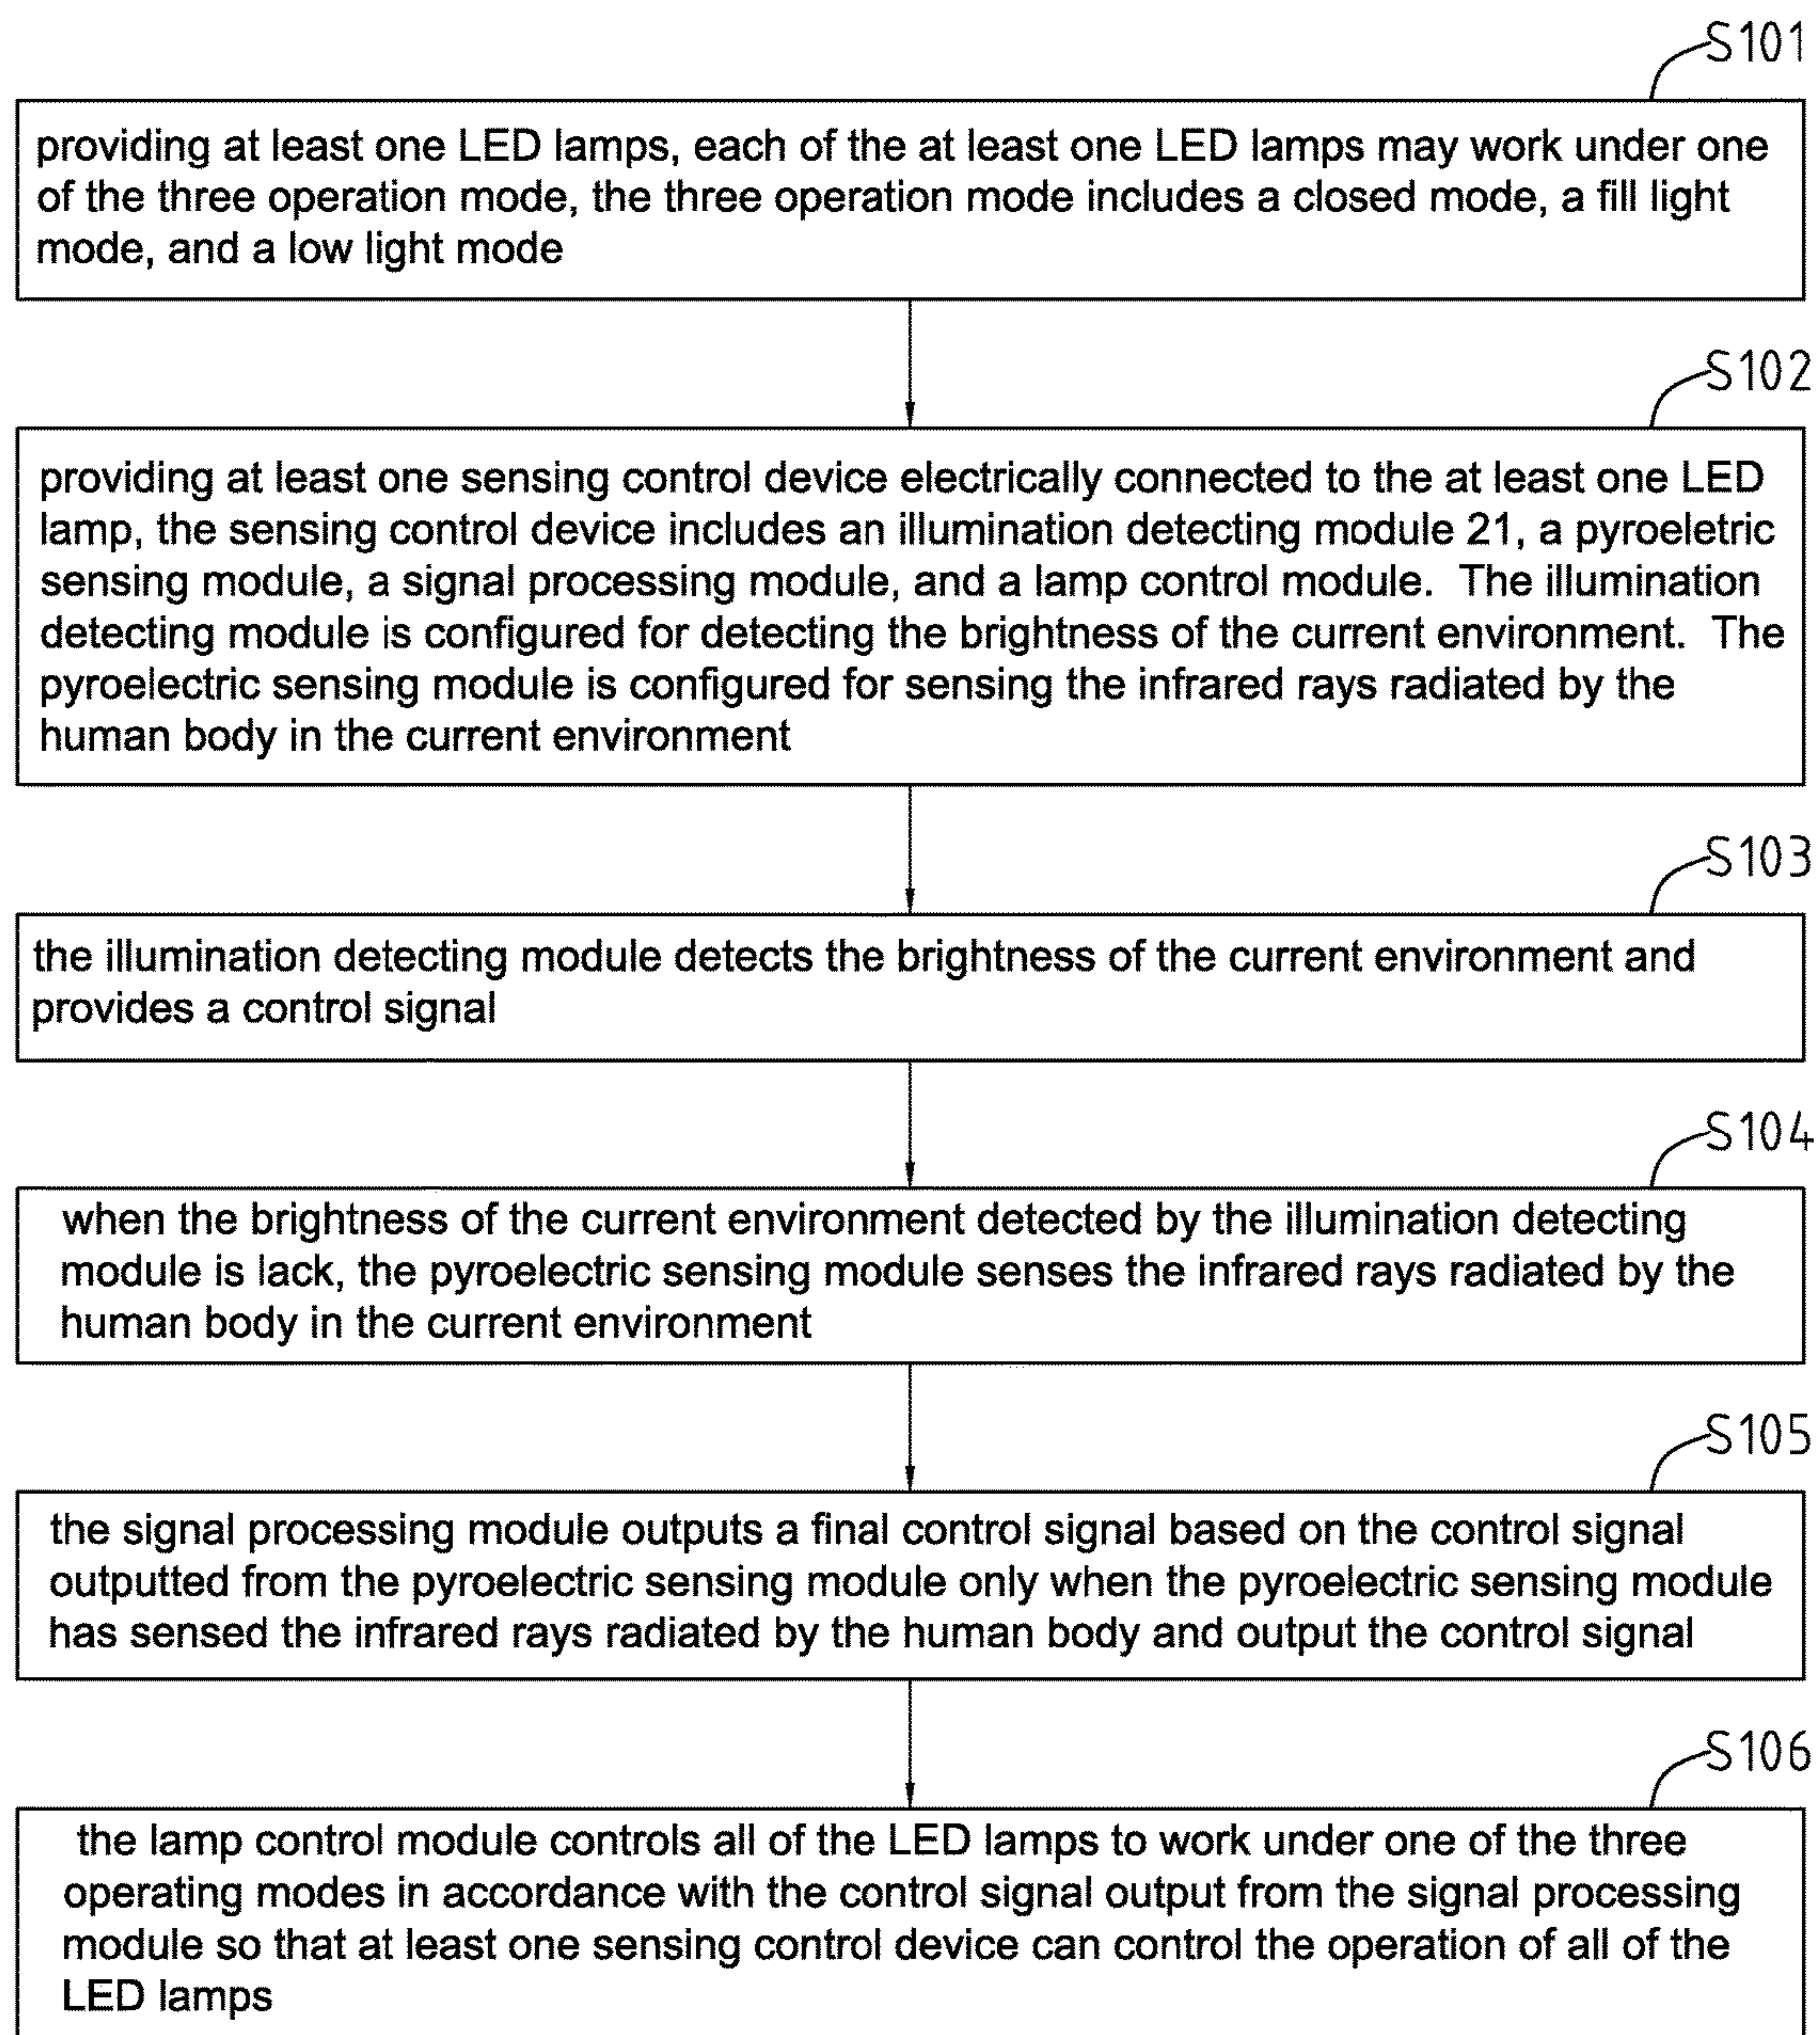 S101
providing at least one LED lamps, each of the at least one LED lamps may work under one
of the three operation mode, the three operation mode includes a closed mode, a fill light
mode, and a low light mode
S102
providing at least one sensing control device electrically connected to the at least one LED
lamp, the sensing control device includes an illumination detecting module 21, a pyroeletric
sensing module, a signal processing module, and a lamp control module. The illumination
detecting module is configured for detecting the brightness of the current environment. The
pyroelectric sensing module is configured for sensing the infrared rays radiated by the
human body in the current environment
S103
the illumination detecting module detects the brightness of the current environment and
provides a control signal
S104
when the brightness of the current environment detected by the illumination detecting
module is lack, the pyroelectric sensing module senses the infrared rays radiated by the
human body in the current environment
S105
the signal processing module outputs a final control signal based on the control signal
outputted from the pyroelectric sensing module only when the pyroelectric sensing module
has sensed the infrared rays radiated by the human body and output the control signal
S106
the lamp control module controls all of the LED lamps to work under one of the three
operating modes in accordance with the control signal output from the signal processing
module so that at least one sensing control device can control the operation of all of the
LED lamps